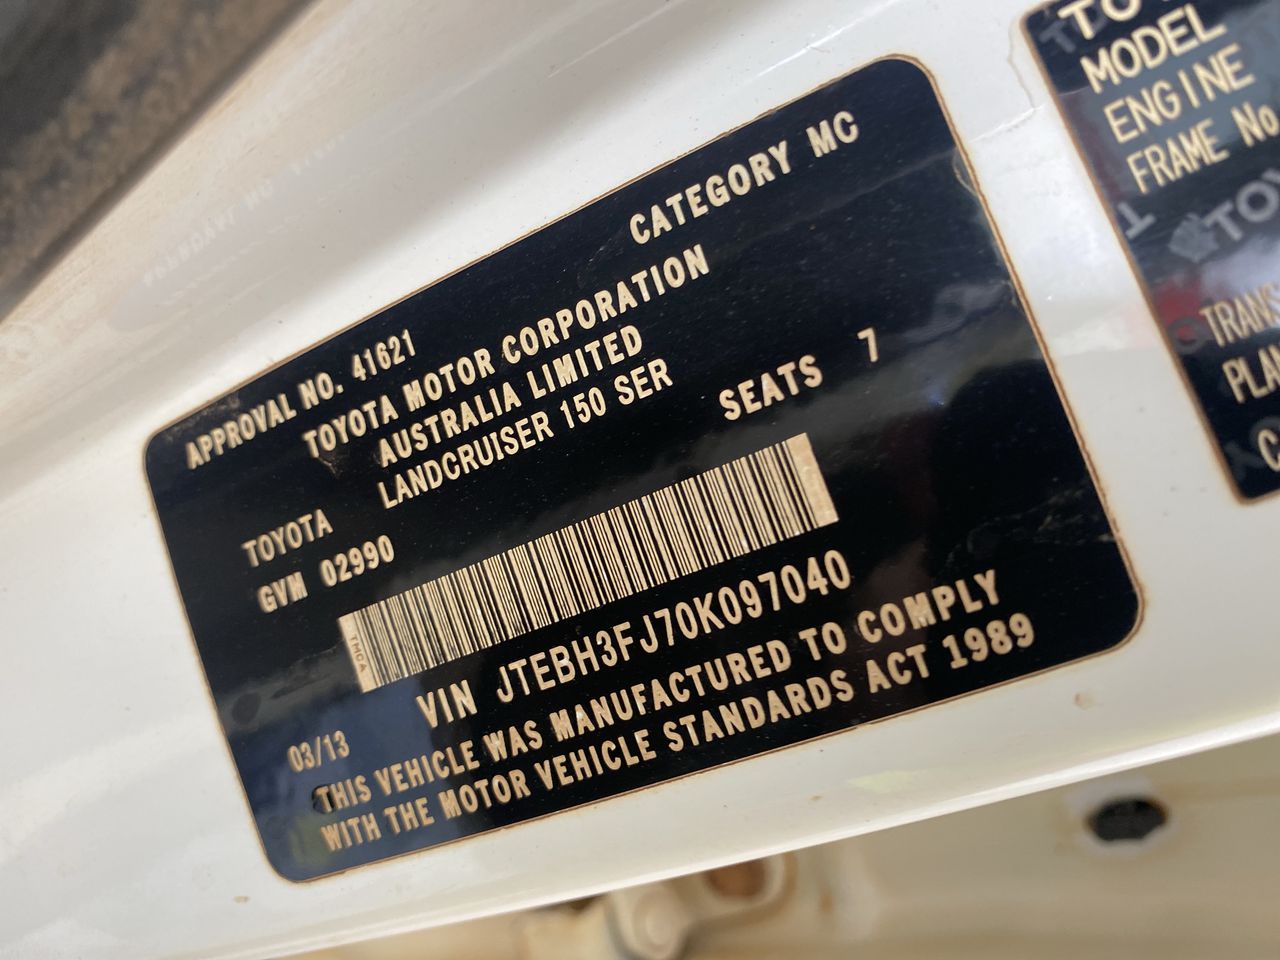 APPROVAL NO. 41621 CATEGORY MC
TOYOTA MOTOR CORPORATION
AUSTRALIA LIMITED
TOYOTA LANDCRUISER 150 SER
GVM 02990 SEATS 7
TMCA
VIN JTEBH3FJ70K097040
03/13
THIS VEHICLE WAS MANUFACTURED TO COMPLY
WITH THE MOTOR VEHICLE STANDARDS ACT 1989
MODEL
ENGINE
FRAME No.